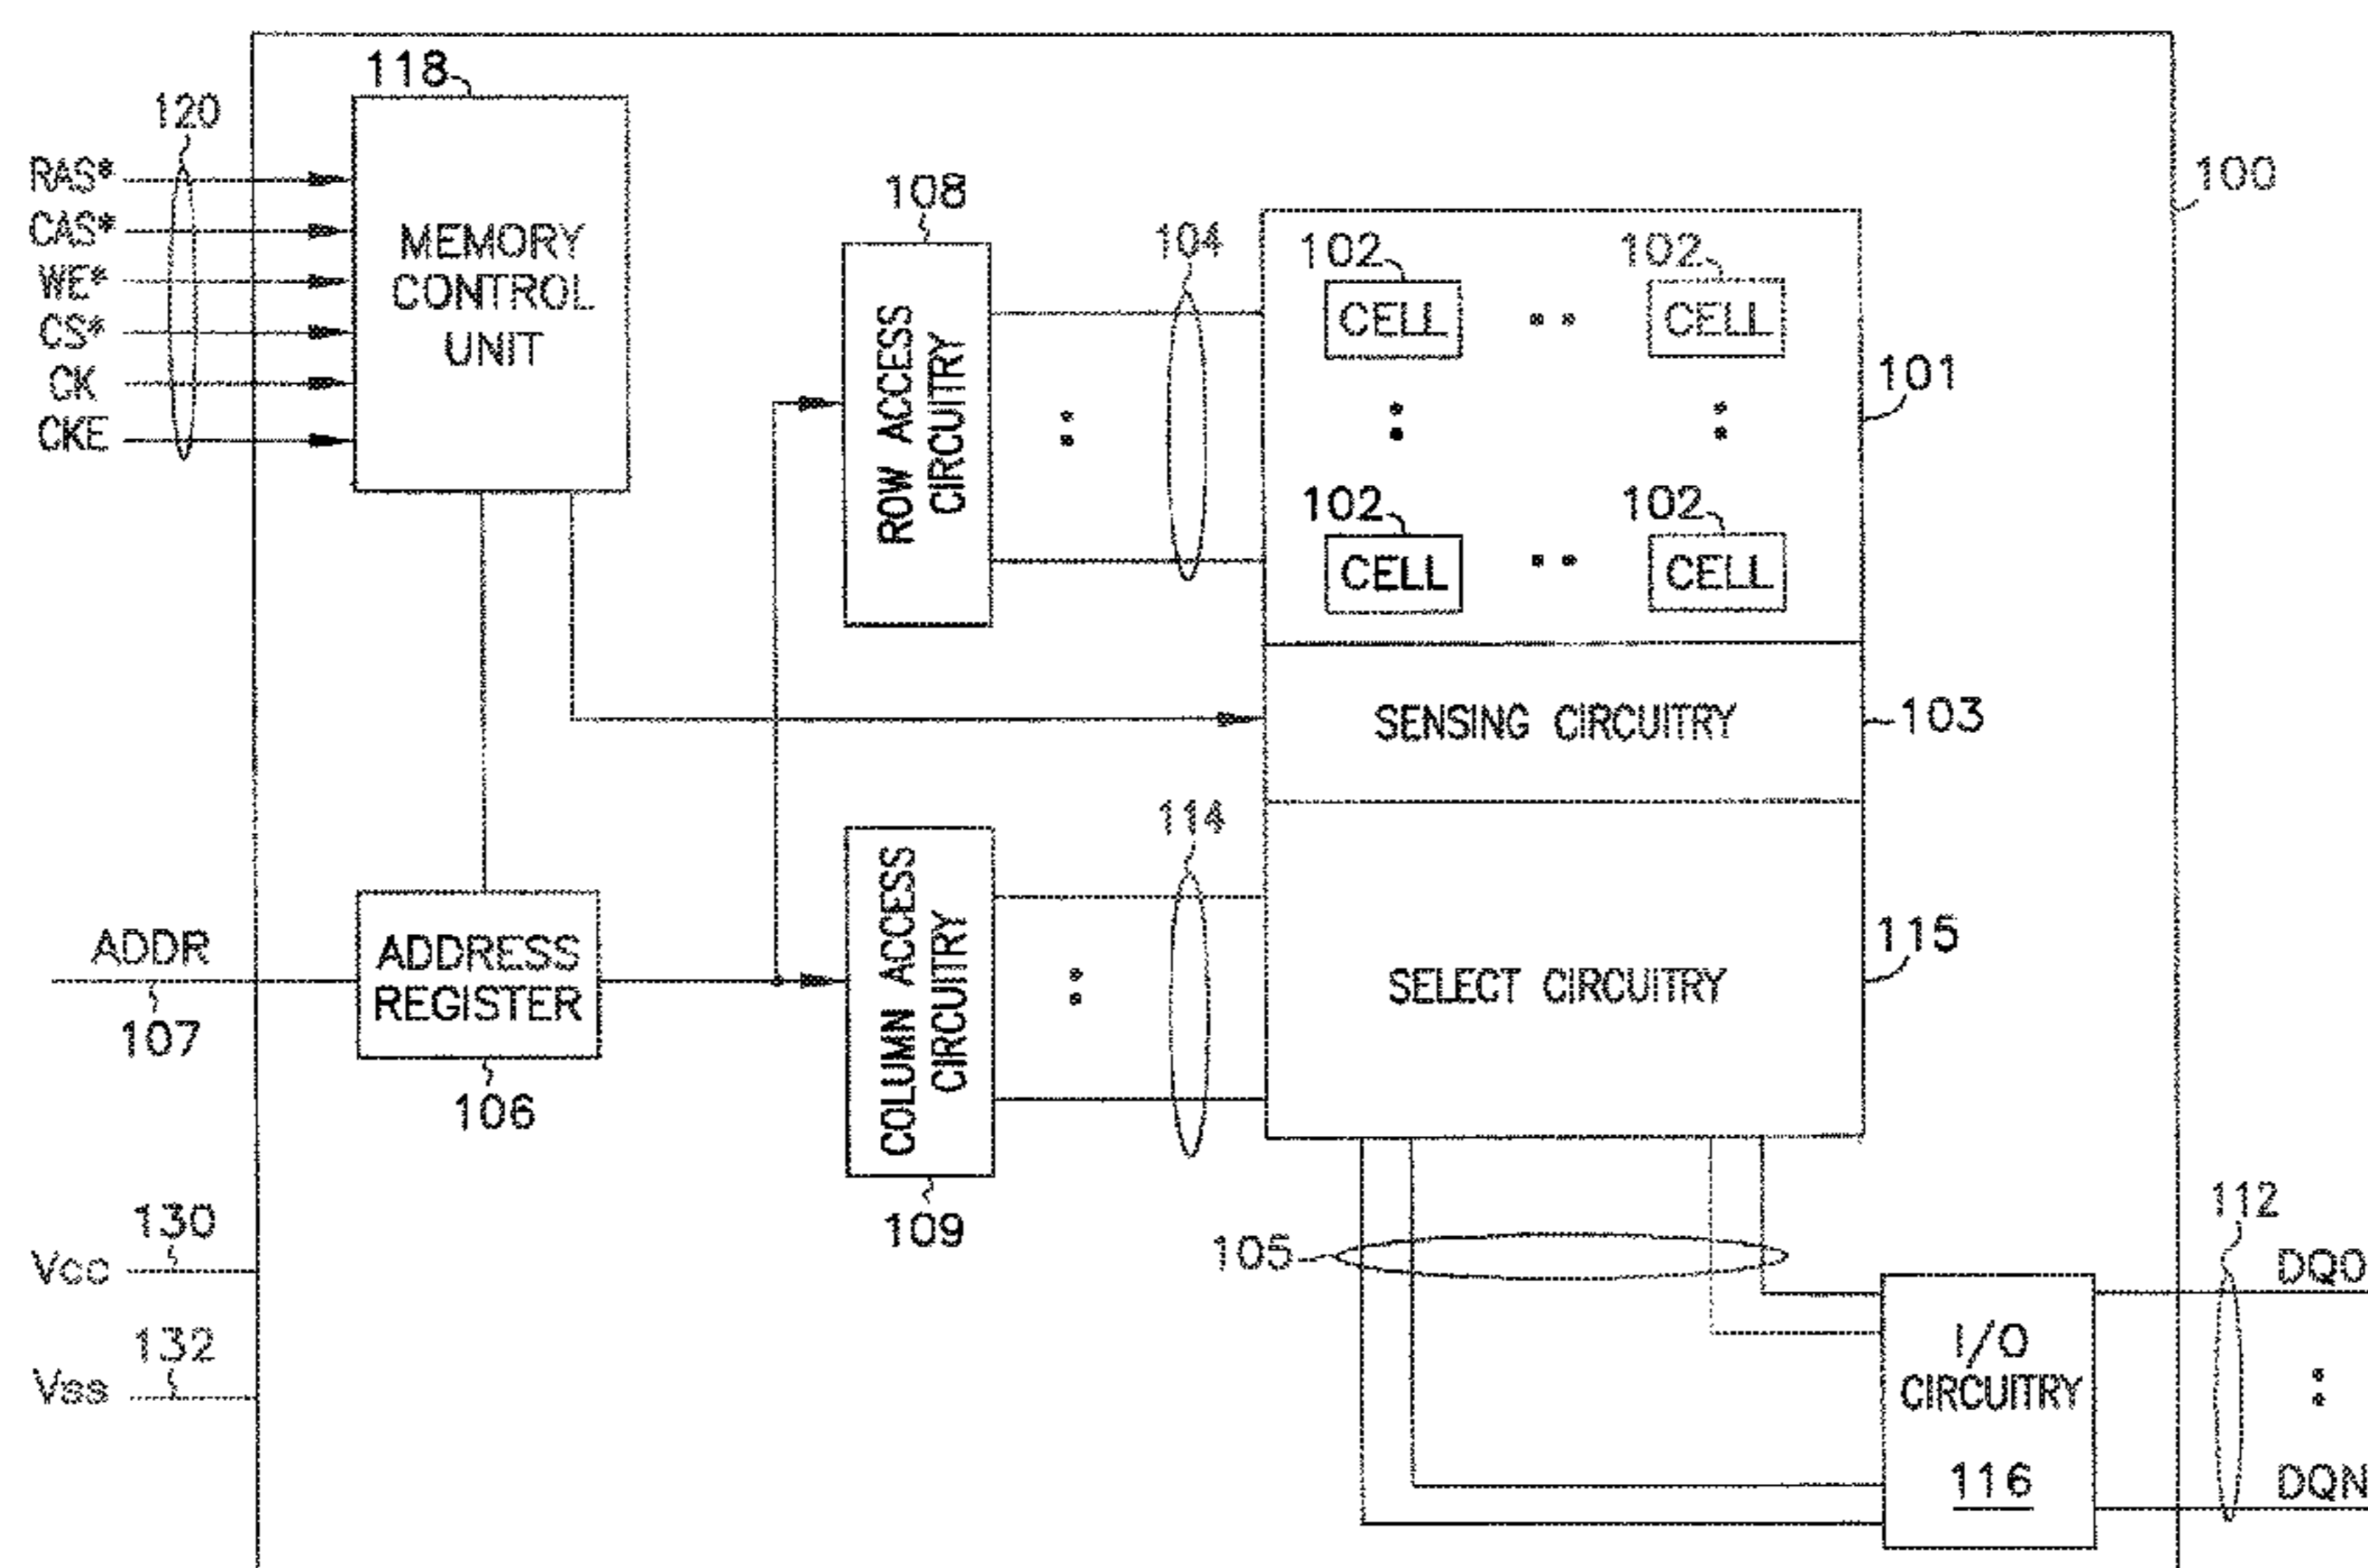 118
120
RAS*
CAS*
WE*
CS*
CK
CKE
MEMORY
CONTROL
UNIT
108
ROW ACCESS
CIRCUITRY
104
102
102
CELL
CELL
102
102
CELL
CELL
100
101
SENSING CIRCUITRY
103
114
COLUMN ACCESS
CIRCUITRY
109
SELECT CIRCUITRY
115
ADDR
107
ADDRESS
REGISTER
106
130
Vcc
132
Vss
105
112
DQ0
I/O
CIRCUITRY
116
DQN